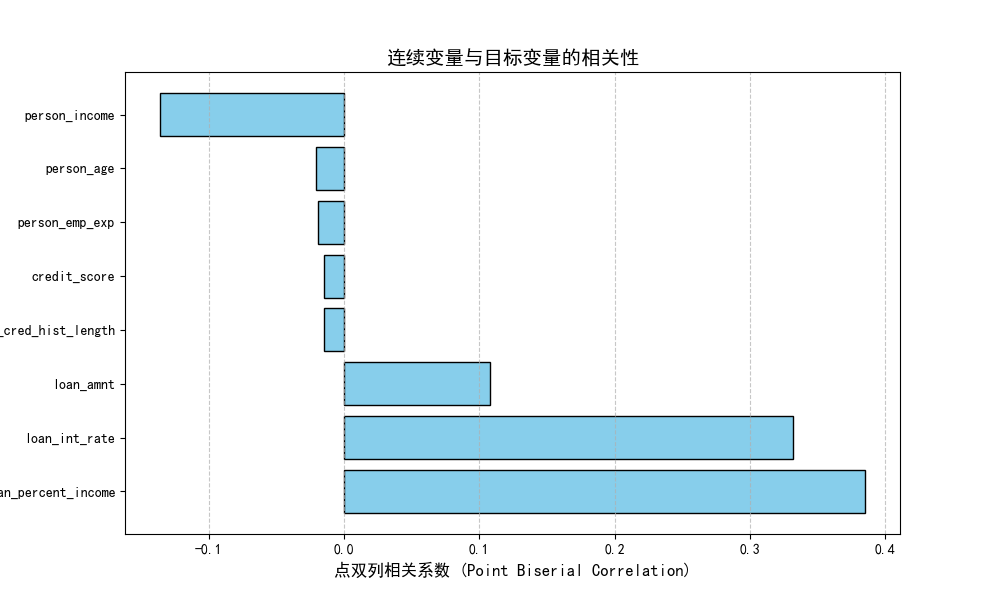 连续变量与目标变量的相关性
person_income
person_age
person_emp_exp
credit_score
_cred_hist_length
loan_amnt
loan_int_rate
an_percent_income
-0.1 0.0 0.1 0.2 0.3 0.4
点双列相关系数 (Point Biserial Correlation)